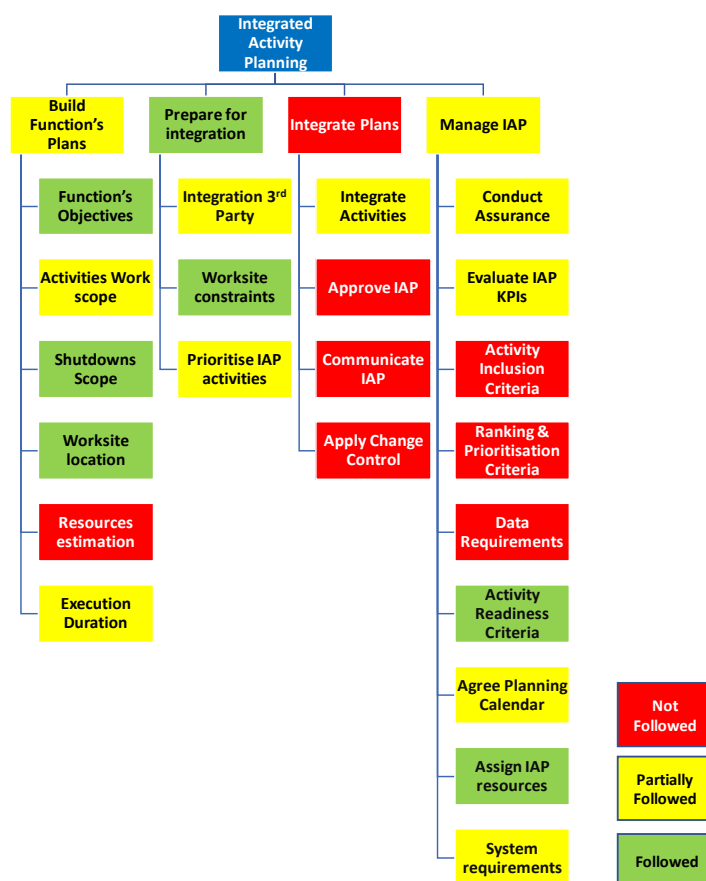 Integrated
Activity
Planning
Build
Function's
Plans
Prepare for
integration
Integrate Plans
Manage IAP
Function's
Objectives
Activities Work
scope
Shutdowns
Scope
Worksite
location
Resources
estimation
Execution
Duration
Integration 3rd
Party
Worksite
constraints
Prioritise IAP
activities
Integrate
Activities
Approve IAP
Communicate
IAP
Apply Change
Control
Conduct
Assurance
Evaluate IAP
KPIs
Activity
Inclusion
Criteria
Ranking &
Prioritisation
Criteria
Data
Requirements
Activity
Readiness
Criteria
Agree Planning
Calendar
Assign IAP
resources
System
requirements
Not
Followed
Partially
Followed
Followed